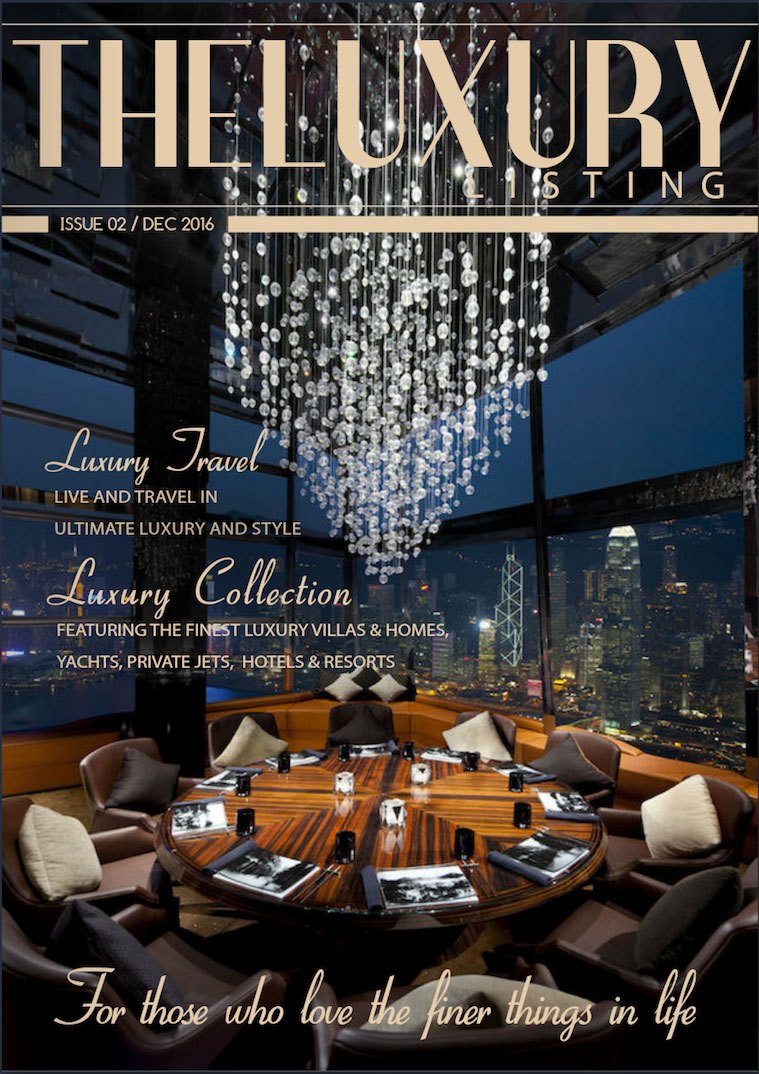 THELUXURY
LISTING
ISSUE 02 / DEC 2016
Luxury Travel
LIVE AND TRAVEL IN
ULTIMATE LUXURY AND STYLE
Luxury Collection
FEATURING THE FINEST LUXURY VILLAS & HOMES,
YACHTS, PRIVATE JETS, HOTELS & RESORTS
For those who love the finer things in life